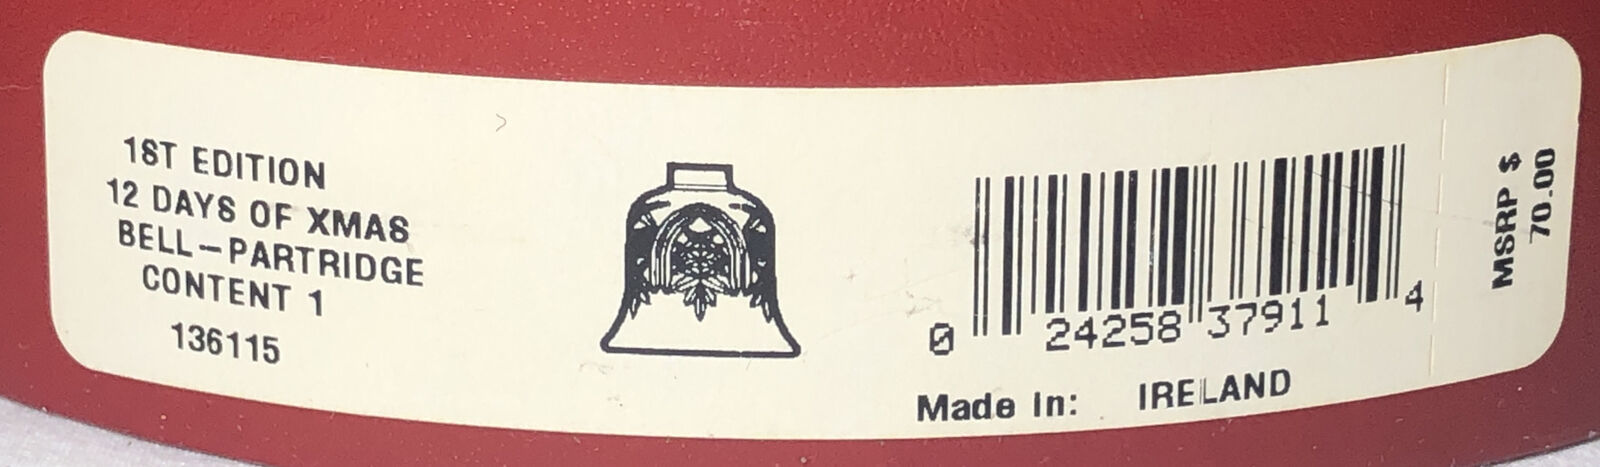 1ST EDITION
12 DAYS OF XMAS
BELL-PARTRIDGE
CONTENT 1
136115
0 24258 37911 4
Made In: IRELAND
MSRP $
70.00